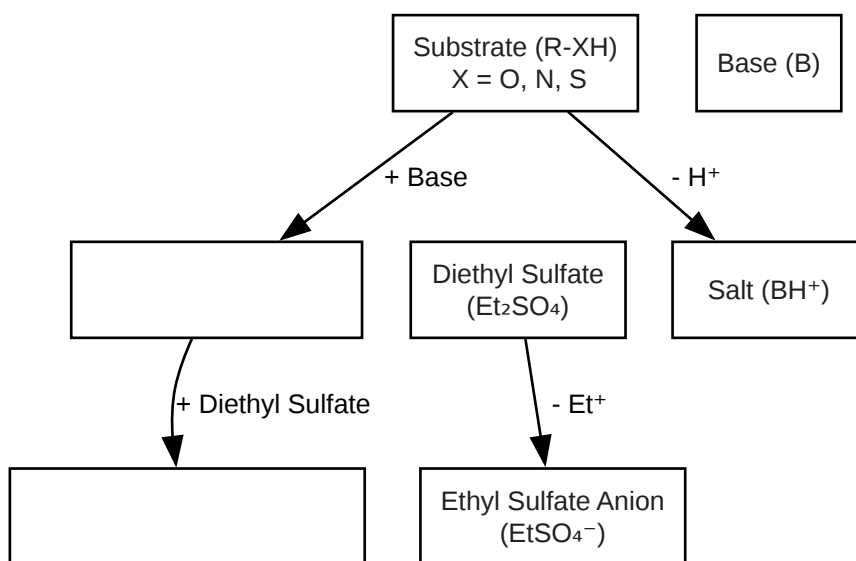 Substrate (R-XH)
X = O, N, S
Base (B)
+ Base
- H⁺
Diethyl Sulfate
(Et₂SO₄)
Salt (BH⁺)
+ Diethyl Sulfate
- Et⁺
Ethyl Sulfate Anion
(EtSO₄⁻)